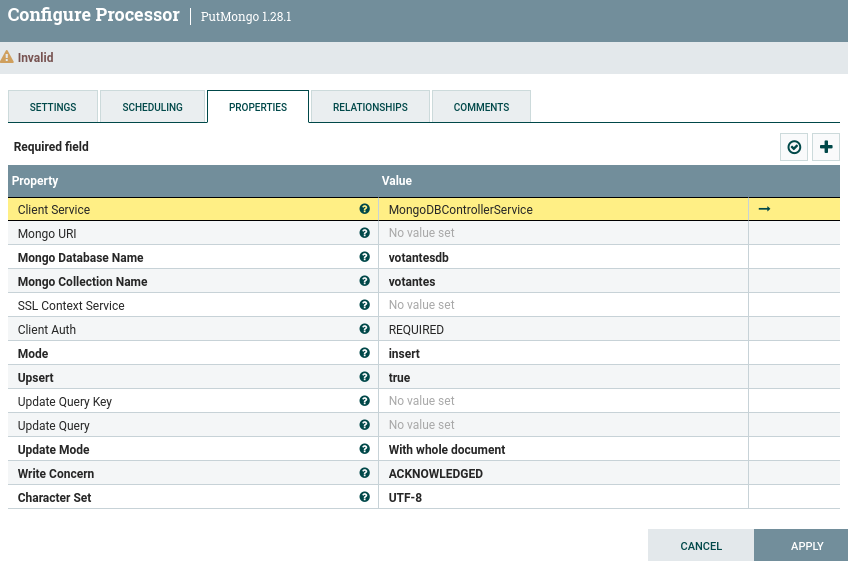 Configure Processor | PutMongo 1.28.1
Invalid
SETTINGS SCHEDULING PROPERTIES RELATIONSHIPS COMMENTS
Required field
Property Value
Client Service MongoDBControllerService
Mongo URI No value set
Mongo Database Name votantesdb
Mongo Collection Name votantes
SSL Context Service No value set
Client Auth REQUIRED
Mode insert
Upsert true
Update Query Key No value set
Update Query No value set
Update Mode With whole document
Write Concern ACKNOWLEDGED
Character Set UTF-8
CANCEL APPLY